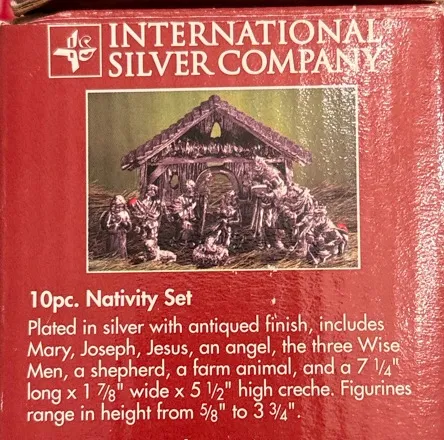 INTERNATIONAL
SILVER COMPANY
10pc. Nativity Set
Plated in silver with antiqued finish, includes
Mary, Joseph, Jesus, an angel, the three Wise
Men, a shepherd, a farm animal, and a 7 1/4"
long x 1 7/8" wide x 5 1/2" high creche. Figurines
range in height from 5/8" to 3 3/4".